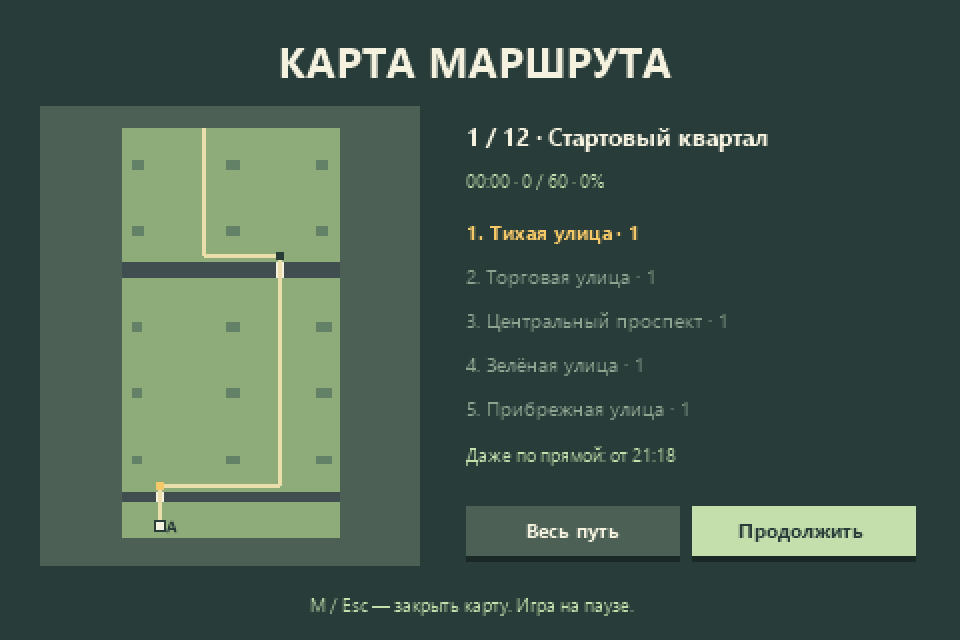 КАРТА МАРШРУТА
A
1 / 12 · Стартовый квартал
00:00 · 0 / 60 · 0%
1. Тихая улица · 1
2. Торговая улица · 1
3. Центральный проспект · 1
4. Зелёная улица · 1
5. Прибрежная улица · 1
Даже по прямой: от 21:18
Весь путь
Продолжить
M / Esc — закрыть карту. Игра на паузе.